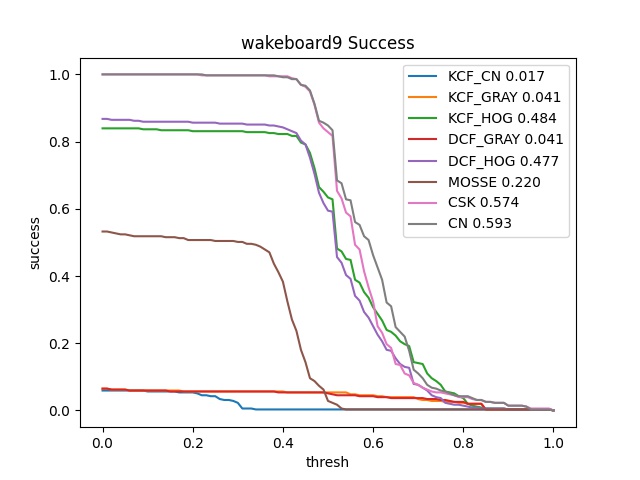 wakeboard9 Success
success
1.0
0.8
0.6
0.4
0.2
0.0
KCF_CN 0.017
KCF_GRAY 0.041
KCF_HOG 0.484
DCF_GRAY 0.041
DCF_HOG 0.477
MOSSE 0.220
CSK 0.574
CN 0.593
0.0 0.2 0.4 0.6 0.8 1.0
thresh